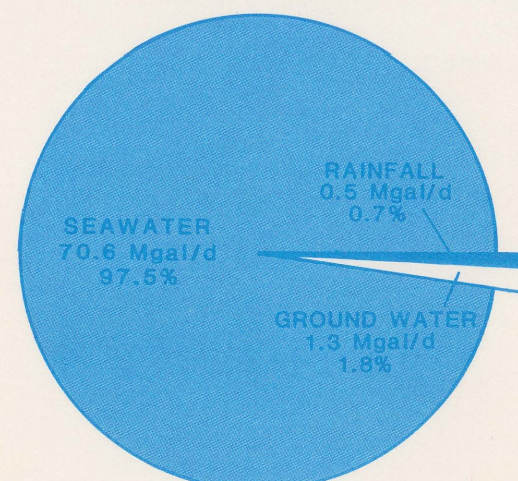 RAINFALL
0.5 Mgal/d
0.7%
SEAWATER
70.6 Mgal/d
97.5%
GROUND WATER
1.3 Mgal/d
1.8%